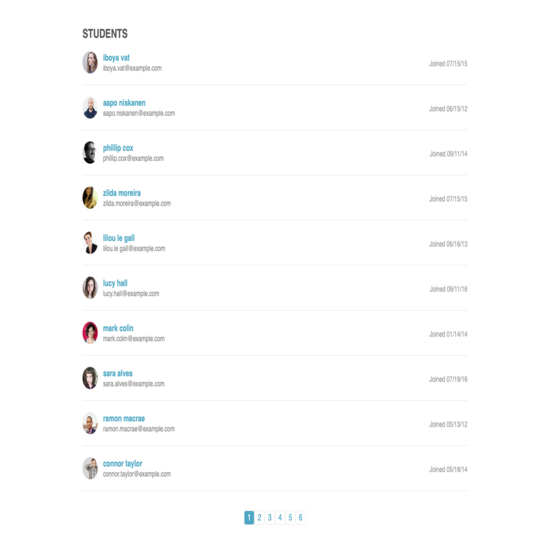 STUDENTS
iboya vat
iboya.vat@example.com
Joined 07/15/15
aapo niskanen
aapo.niskanen@example.com
Joined 06/15/12
phillip cox
phillip.cox@example.com
Joined 09/11/14
zilda moreira
zilda.moreira@example.com
Joined 07/15/15
lilou le gall
lilou.le gall@example.com
Joined 06/16/13
lucy hall
lucy.hall@example.com
Joined 09/11/16
mark colin
mark.colin@example.com
Joined 01/14/14
sara alves
sara.alves@example.com
Joined 07/19/16
ramon macrae
ramon.macrae@example.com
Joined 05/13/12
connor taylor
connor.taylor@example.com
Joined 05/18/14
1 2 3 4 5 6